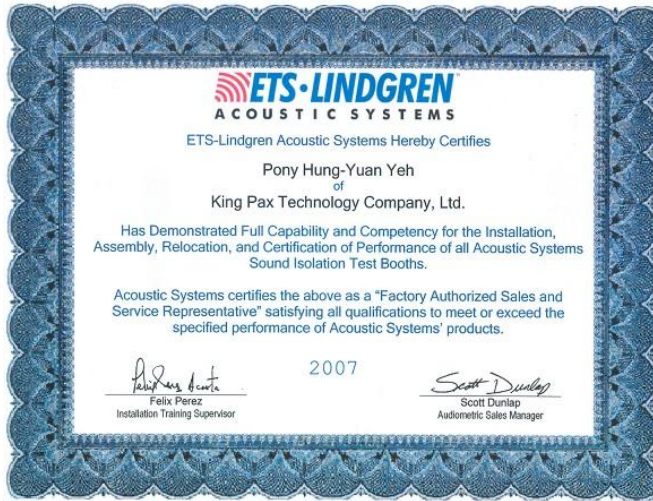 ETS·LINDGREN
ACOUSTIC SYSTEMS
ETS-Lindgren Acoustic Systems Hereby Certifies
Pony Hung-Yuan Yeh
of
King Pax Technology Company, Ltd.
Has Demonstrated Full Capability and Competency for the Installation,
Assembly, Relocation, and Certification of Performance of all Acoustic Systems
Sound Isolation Test Booths.
Acoustic Systems certifies the above as a "Factory Authorized Sales and
Service Representative" satisfying all qualifications to meet or exceed the
specified performance of Acoustic Systems' products.
2007
Scott Dunlap
Felix Perez
Installation Training Supervisor
Scott Dunlap
Audiometric Sales Manager